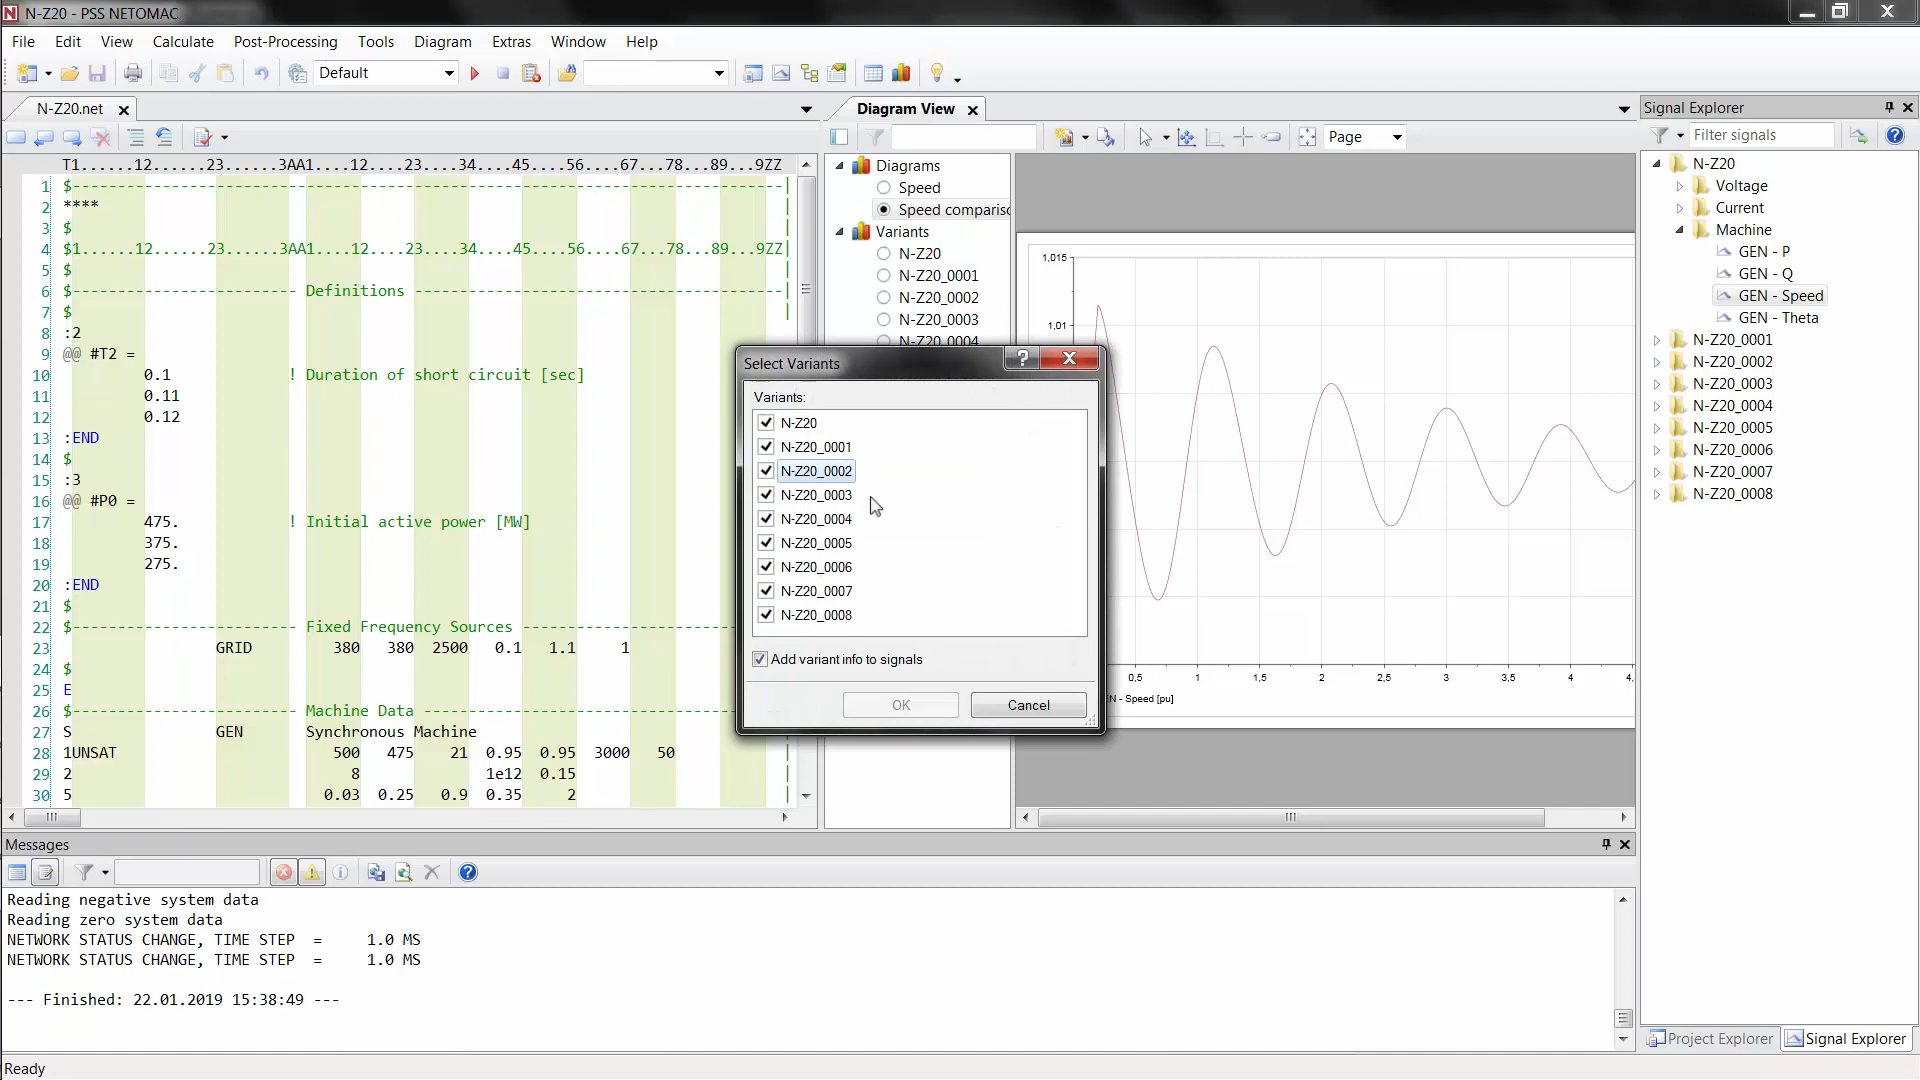 N-Z20 - PSS NETOMAC
File Edit View Calculate Post-Processing Tools Diagram Extras Window Help
Default
N-Z20.net
T1......12......23......3AA1....12....23....34....45....56....67...78...89...9ZZ
1 $
2 ****
3 $
4 $1......12......23......3AA1....12....23....34....45....56....67...78...89...9ZZ
5 $
6 $------------------------- Definitions -----------------------------------------
7 $
8 :2
9 @@ #T2 =
10 0.1 ! Duration of short circuit [sec]
11 0.11
12 0.12
13 :END
14 $
15 :3
16 @@ #P0 =
17 475. ! Initial active power [MW]
18 375.
19 275.
20 :END
21 $
22 $------------------------- Fixed Frequency Sources
23 GRID 380 380 2500 0.1 1.1 1
24 $
25 E
26 $------------------------- Machine Data
27 S GEN Synchronous Machine
28 1UNSAT 500 475 21 0.95 0.95 3000 50
29 2 8 1e12 0.15
30 5 0.03 0.25 0.9 0.35 2
Diagram View
Page
Diagrams
Speed
Speed compariso
Variants
N-Z20
N-Z20_0001
N-Z20_0002
N-Z20_0003
N-Z20_0004
1,015
1,01
0,5 1 1,5 2 2,5 3 3,5 4 4,
EN - Speed [pu]
Select Variants
Variants:
N-Z20
N-Z20_0001
N-Z20_0002
N-Z20_0003
N-Z20_0004
N-Z20_0005
N-Z20_0006
N-Z20_0007
N-Z20_0008
Add variant info to signals
OK Cancel
Signal Explorer
Filter signals
N-Z20
Voltage
Current
Machine
GEN - P
GEN - Q
GEN - Speed
GEN - Theta
N-Z20_0001
N-Z20_0002
N-Z20_0003
N-Z20_0004
N-Z20_0005
N-Z20_0006
N-Z20_0007
N-Z20_0008
Project Explorer Signal Explorer
Messages
Reading negative system data
Reading zero system data
NETWORK STATUS CHANGE, TIME STEP = 1.0 MS
NETWORK STATUS CHANGE, TIME STEP = 1.0 MS
--- Finished: 22.01.2019 15:38:49 ---
Ready